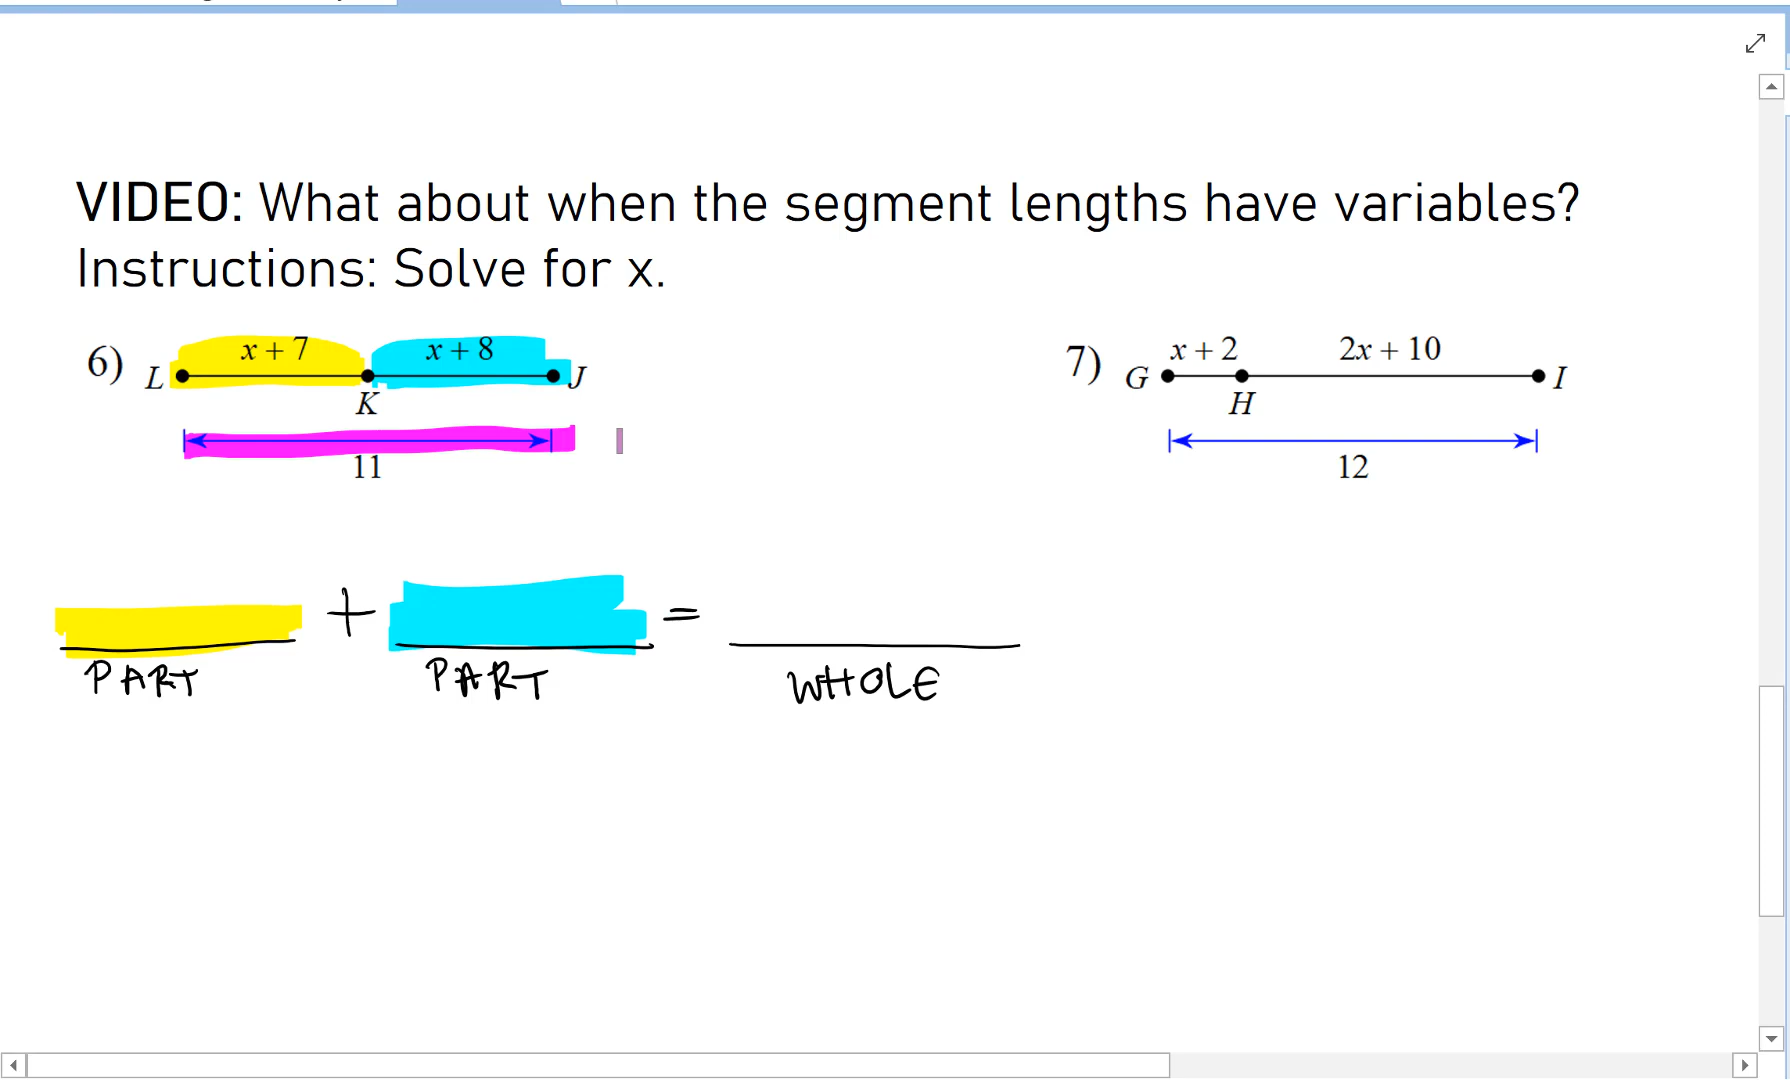 VIDEO: What about when the segment lengths have variables?
Instructions: Solve for x.
6) L x + 7 K x + 8 J
11
7) G x + 2 H 2x + 10 I
12
+ =
PART PART WHOLE